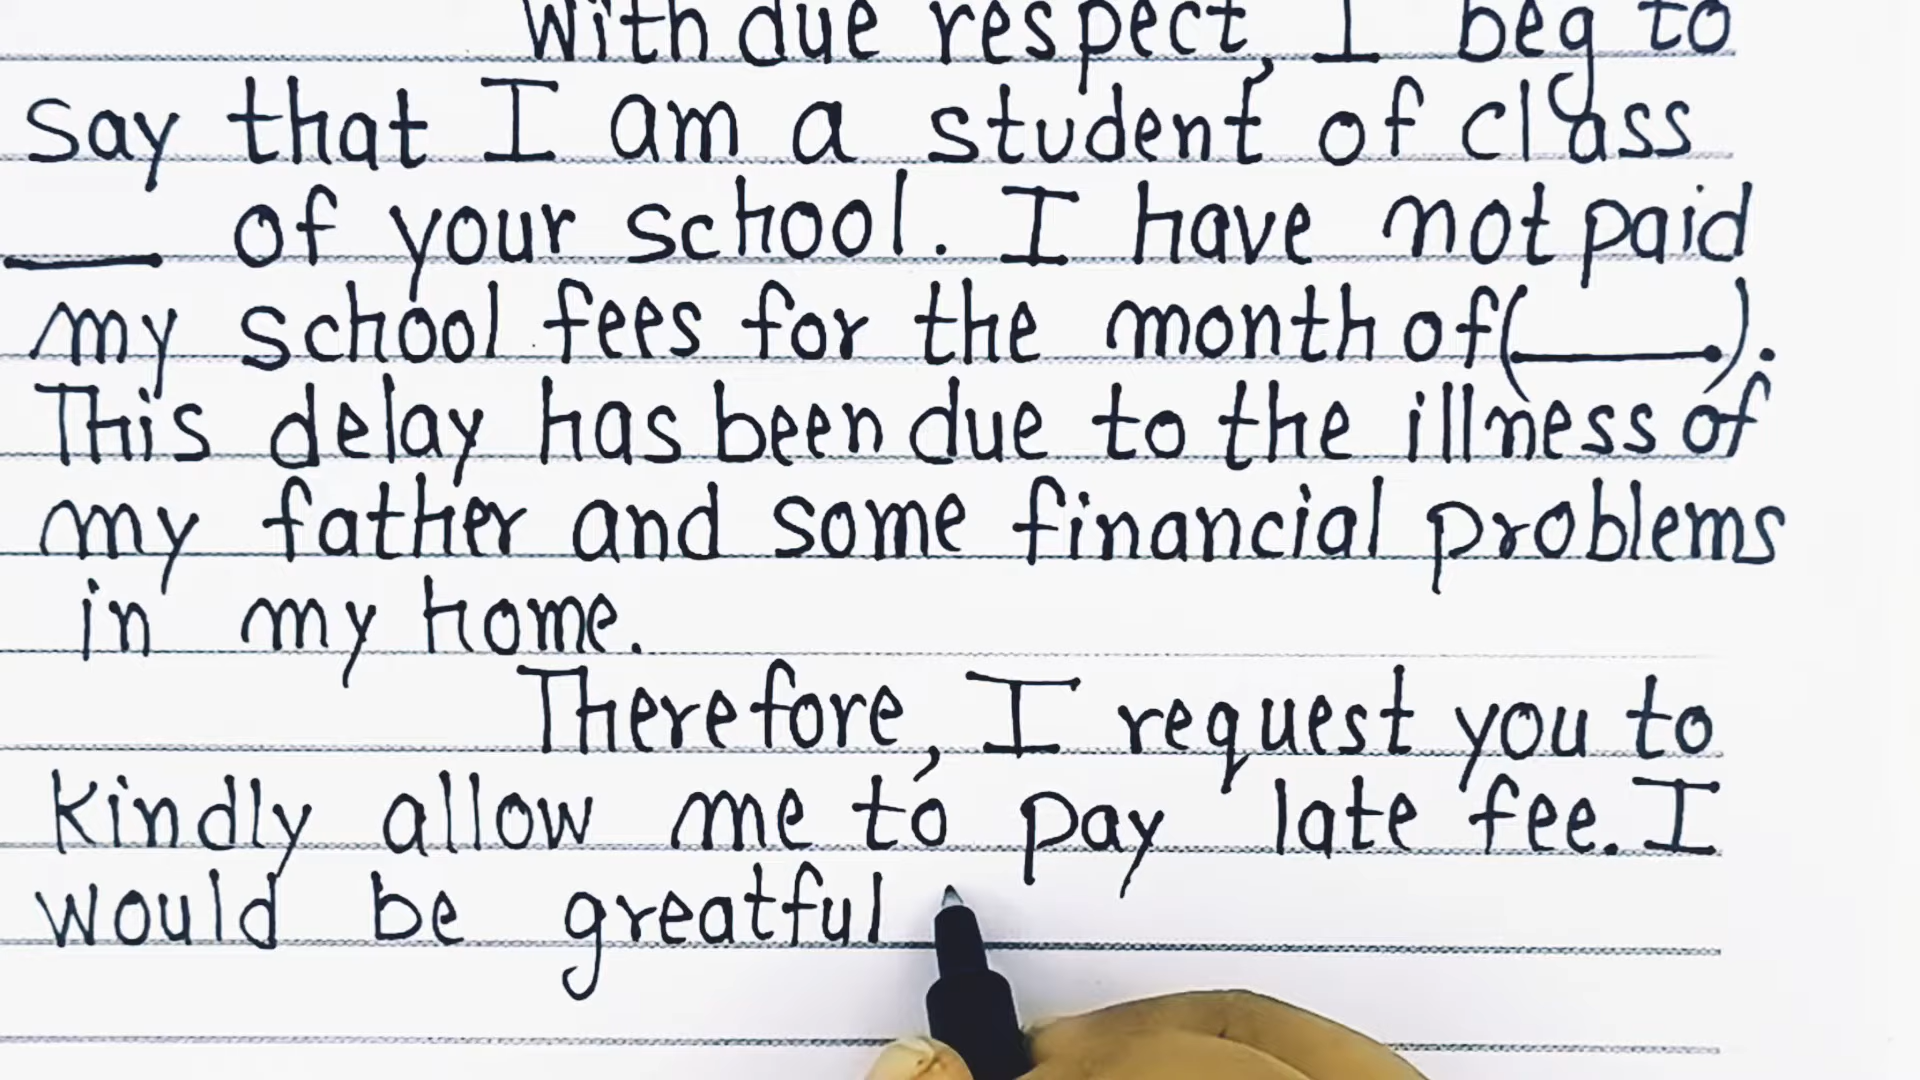 With due respect, I beg to
say that I am a student of class
___ of your school. I have not paid
my school fees for the month of(____).
This delay has been due to the illness of
my father and some financial problems
in my home.
Therefore, I request you to
kindly allow me to pay late fee. I
would be greatful